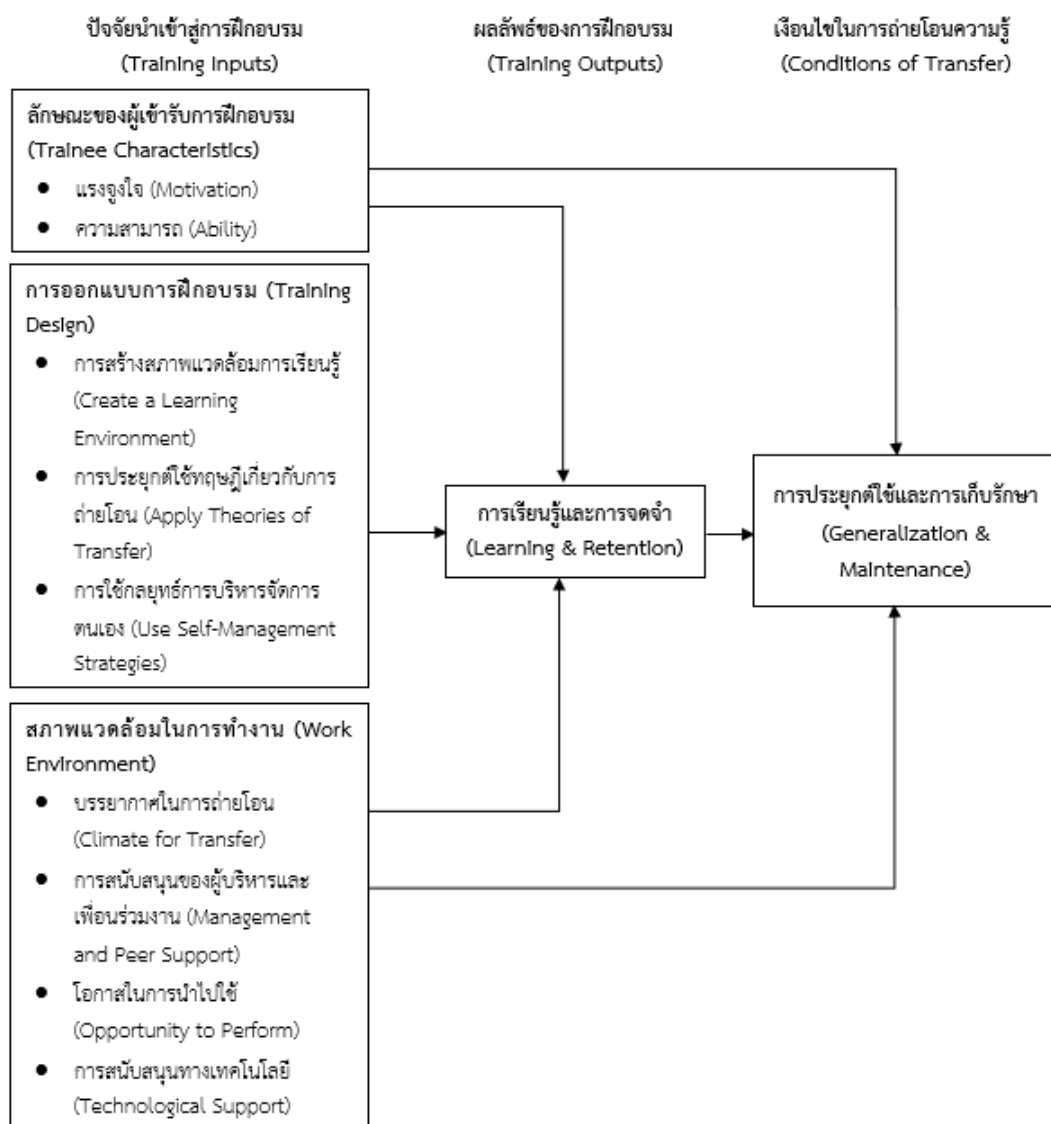 ปัจจัยนำเข้าสู่การฝึกอบรม
(Training Inputs)
ผลลัพธ์ของการฝึกอบรม
(Training Outputs)
เงื่อนไขในการถ่ายโอนความรู้
(Conditions of Transfer)
ลักษณะของผู้เข้ารับการฝึกอบรม
(Trainee Characteristics)
● แรงจูงใจ (Motivation)
● ความสามารถ (Ability)
การออกแบบการฝึกอบรม (Training
Design)
● การสร้างสภาพแวดล้อมการเรียนรู้
(Create a Learning
Environment)
● การประยุกต์ใช้ทฤษฎีเกี่ยวกับการ
ถ่ายโอน (Apply Theories of
Transfer)
● การใช้กลยุทธ์การบริหารจัดการ
ตนเอง (Use Self-Management
Strategies)
การเรียนรู้และการจดจำ
(Learning & Retention)
การประยุกต์ใช้และการเก็บรักษา
(Generalization &
Maintenance)
สภาพแวดล้อมในการทำงาน (Work
Environment)
● บรรยากาศในการถ่ายโอน
(Climate for Transfer)
● การสนับสนุนของผู้บริหารและ
เพื่อนร่วมงาน (Management
and Peer Support)
● โอกาสในการนำไปใช้
(Opportunity to Perform)
● การสนับสนุนทางเทคโนโลยี
(Technological Support)